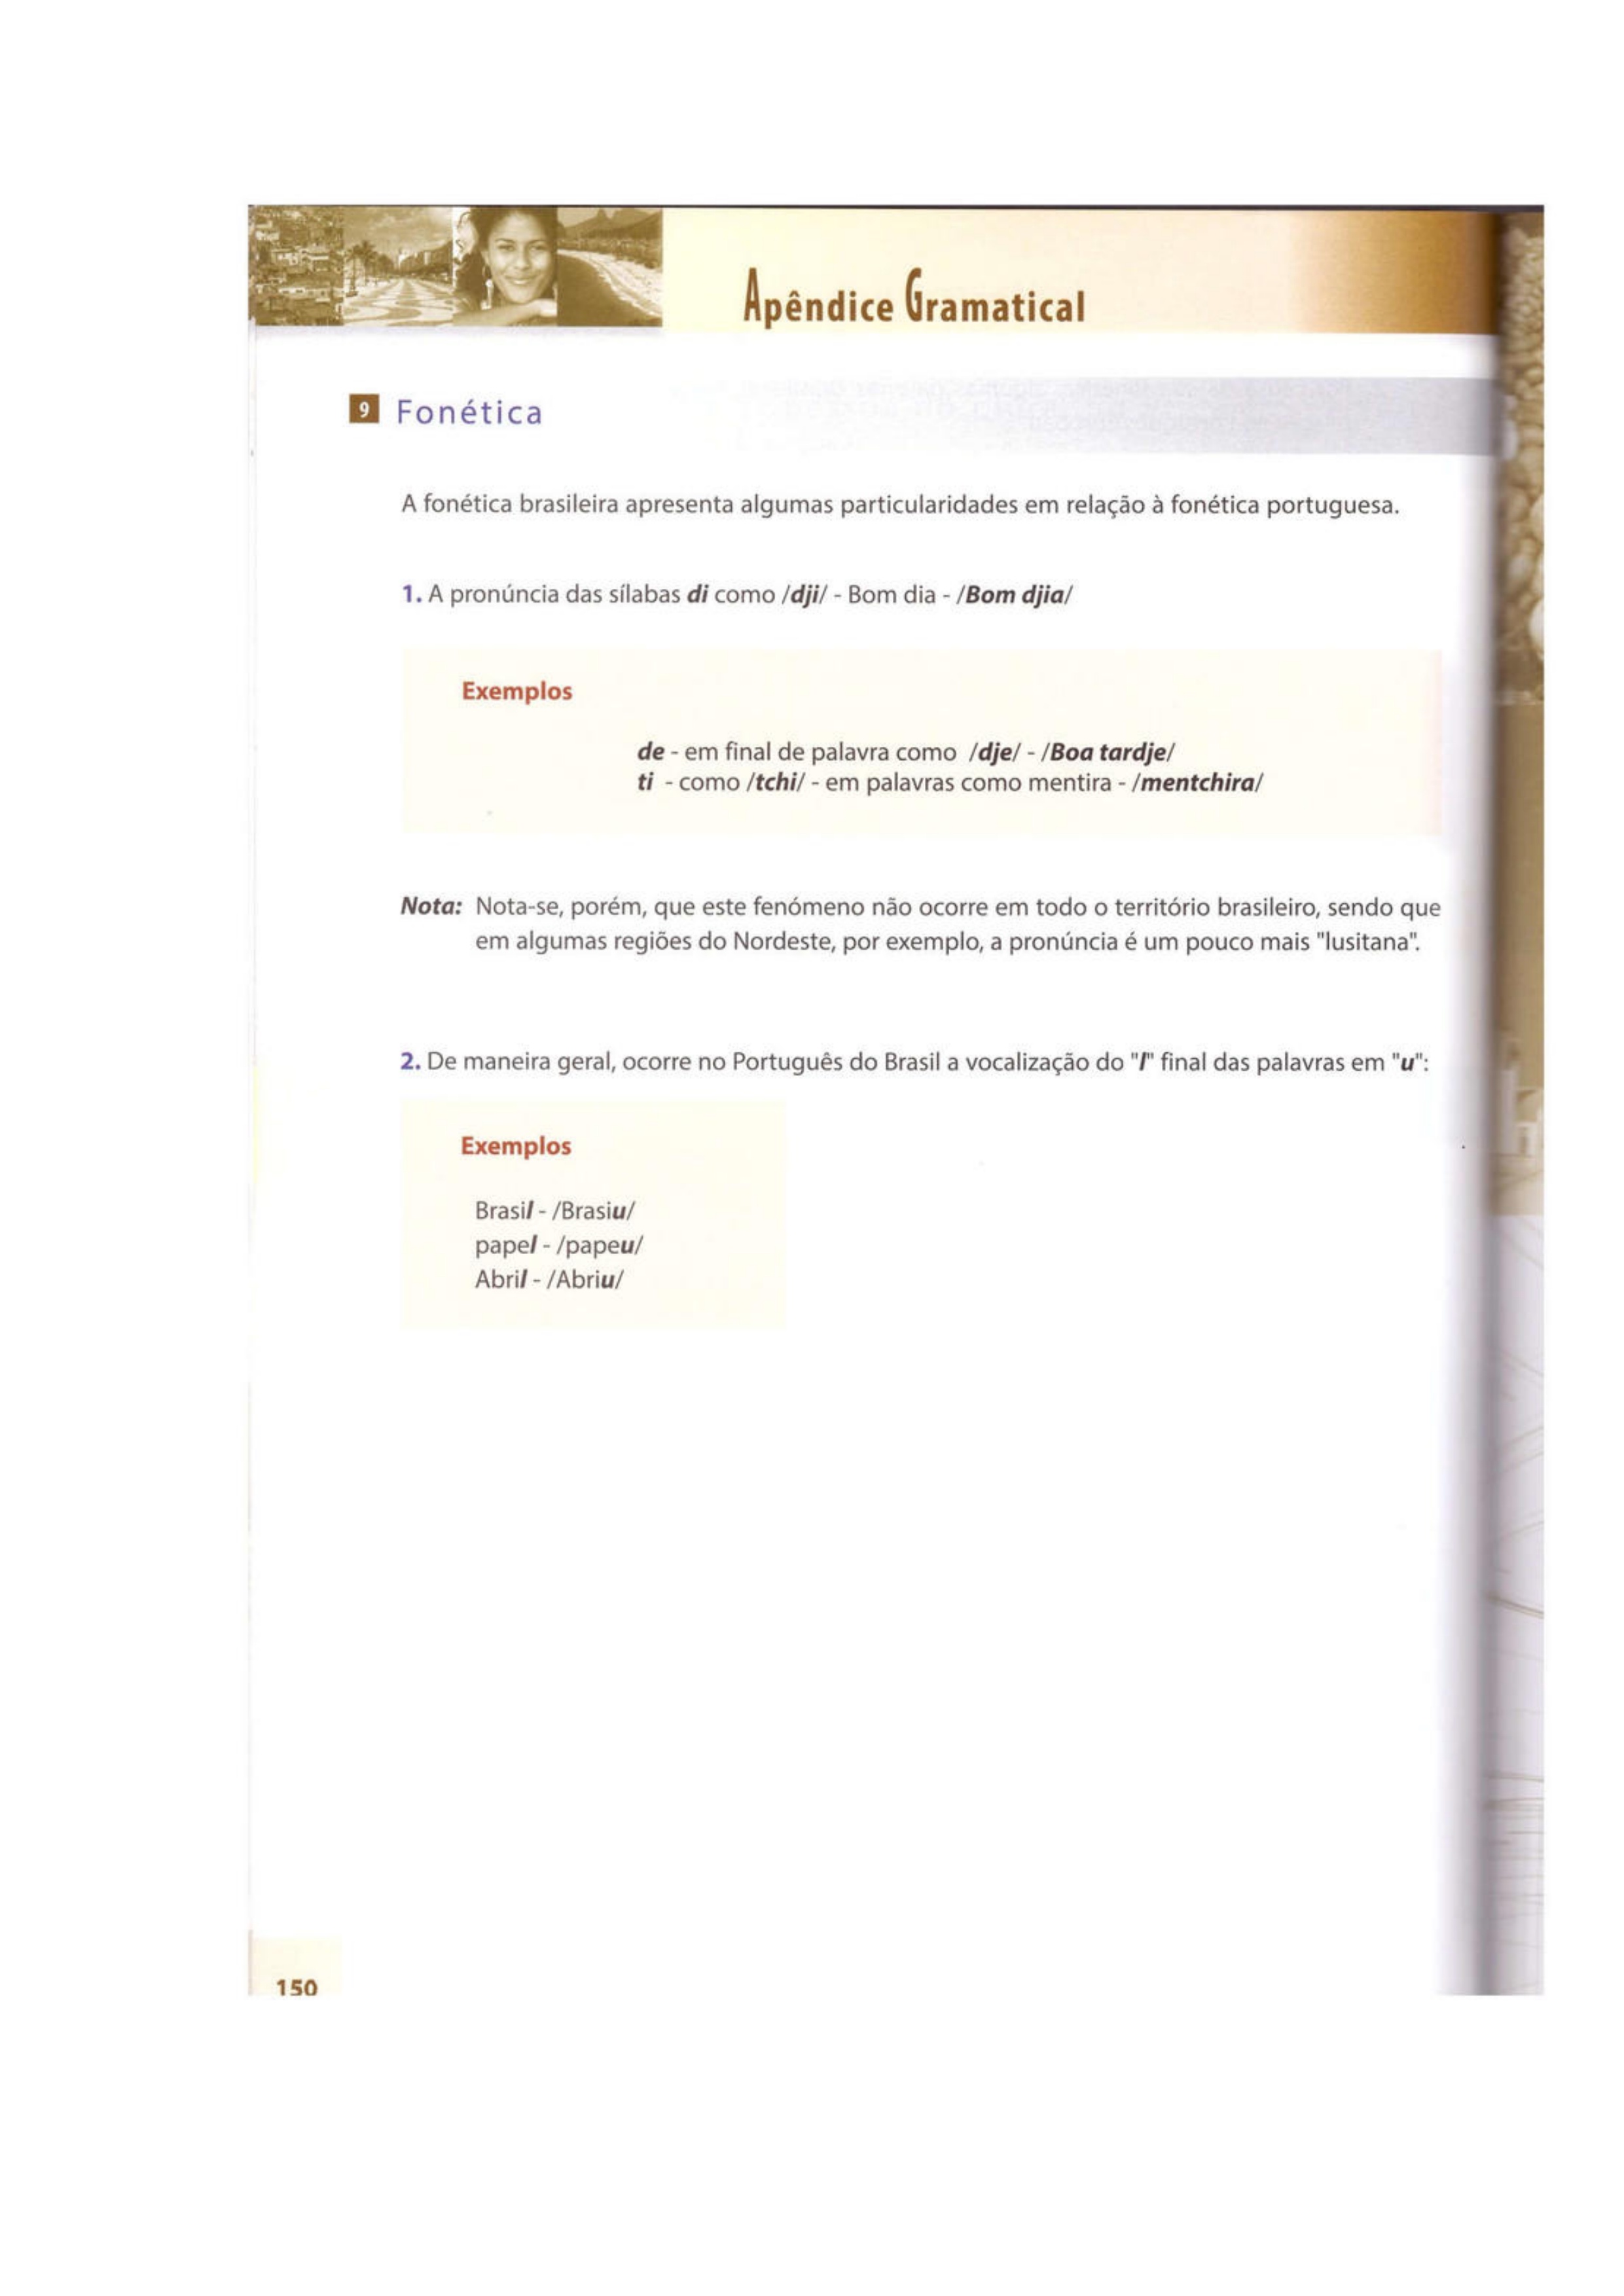 Apêndice Gramatical
9 Fonética
A fonética brasileira apresenta algumas particularidades em relação à fonética portuguesa.
1. A pronúncia das sílabas di como /dji/ - Bom dia - /Bom djia/
Exemplos
de - em final de palavra como /dje/ - /Boa tardje/
ti - como /tchi/ - em palavras como mentira - /mentchira/
Nota: Nota-se, porém, que este fenómeno não ocorre em todo o território brasileiro, sendo que
em algumas regiões do Nordeste, por exemplo, a pronúncia é um pouco mais "lusitana".
2. De maneira geral, ocorre no Português do Brasil a vocalização do "l" final das palavras em "u":
Exemplos
Brasil - /Brasiu/
papel - /papeu/
Abril - /Abriu/
150